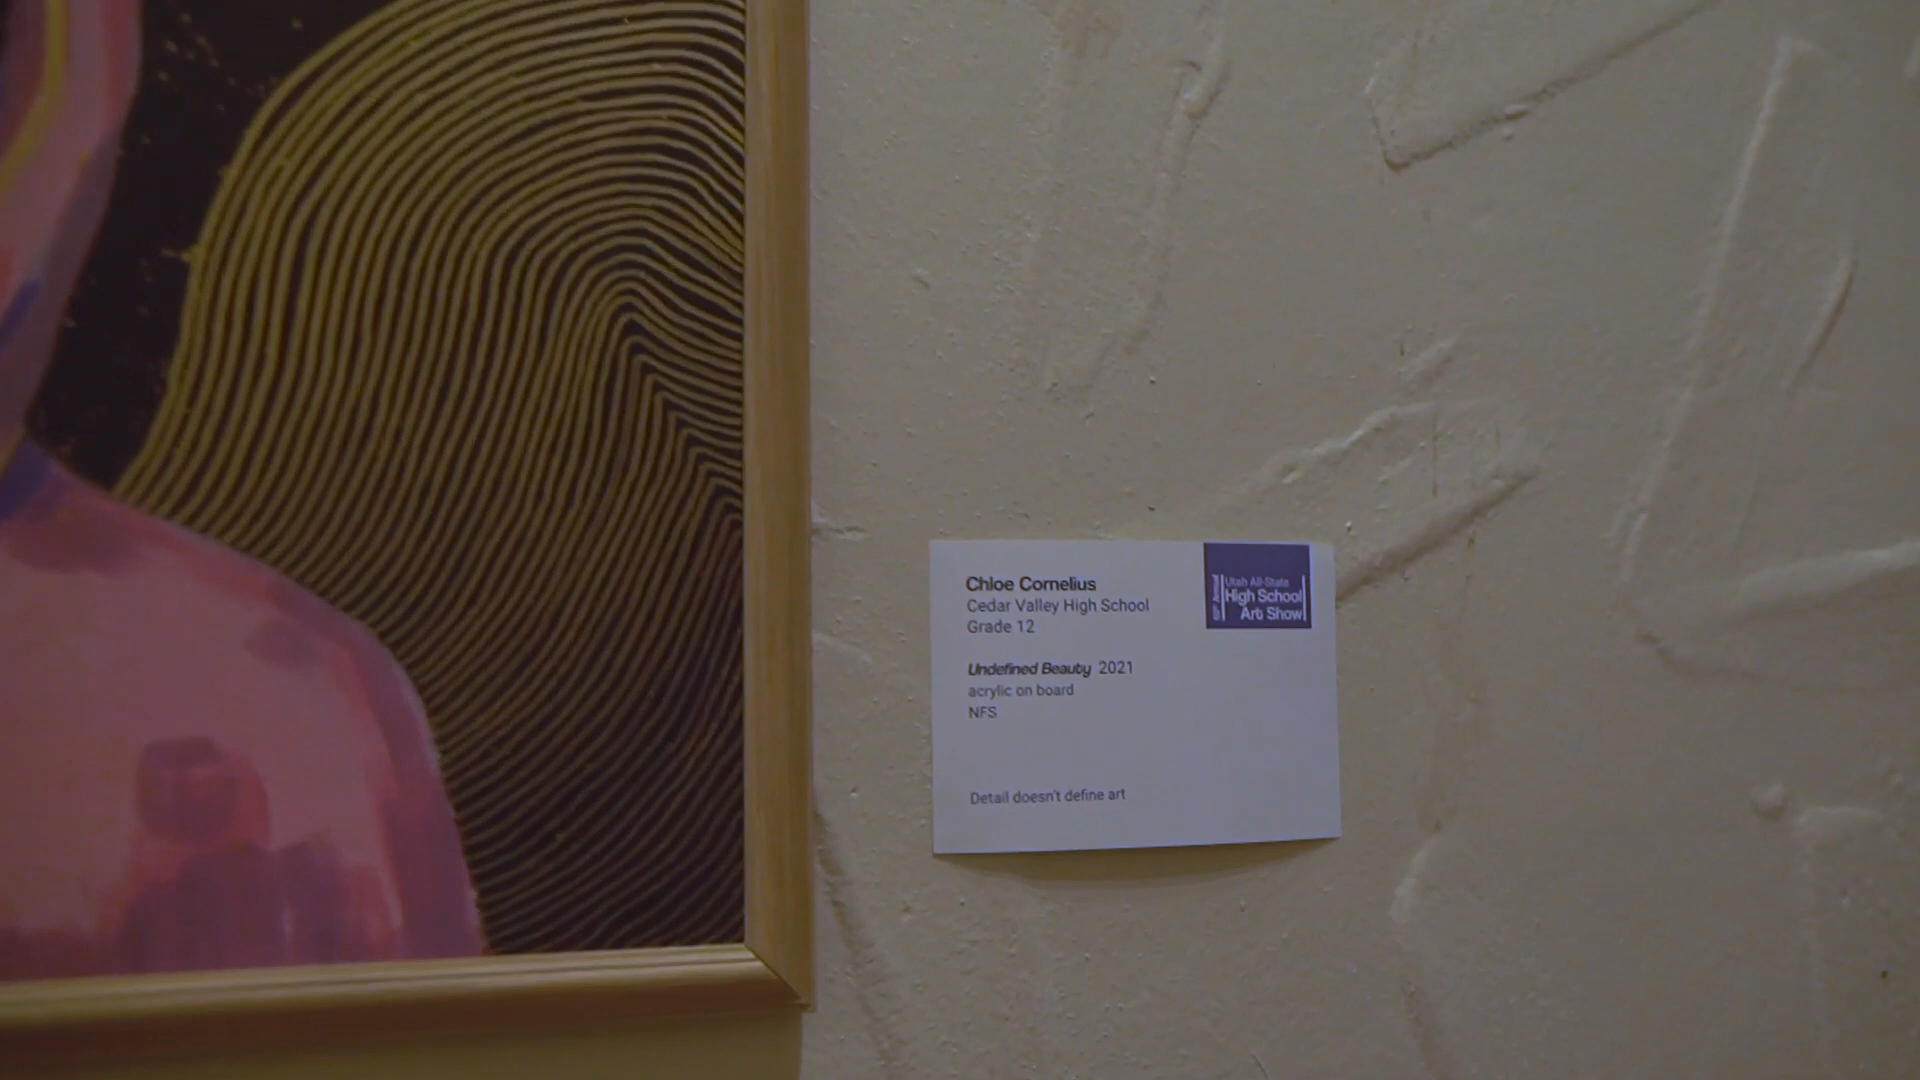 Chloe Cornelius
Cedar Valley High School
Grade 12
Undefined Beauty 2021
acrylic on board
NFS
Detail doesn't define art
Annual
Utah All-State
High School
Art Show